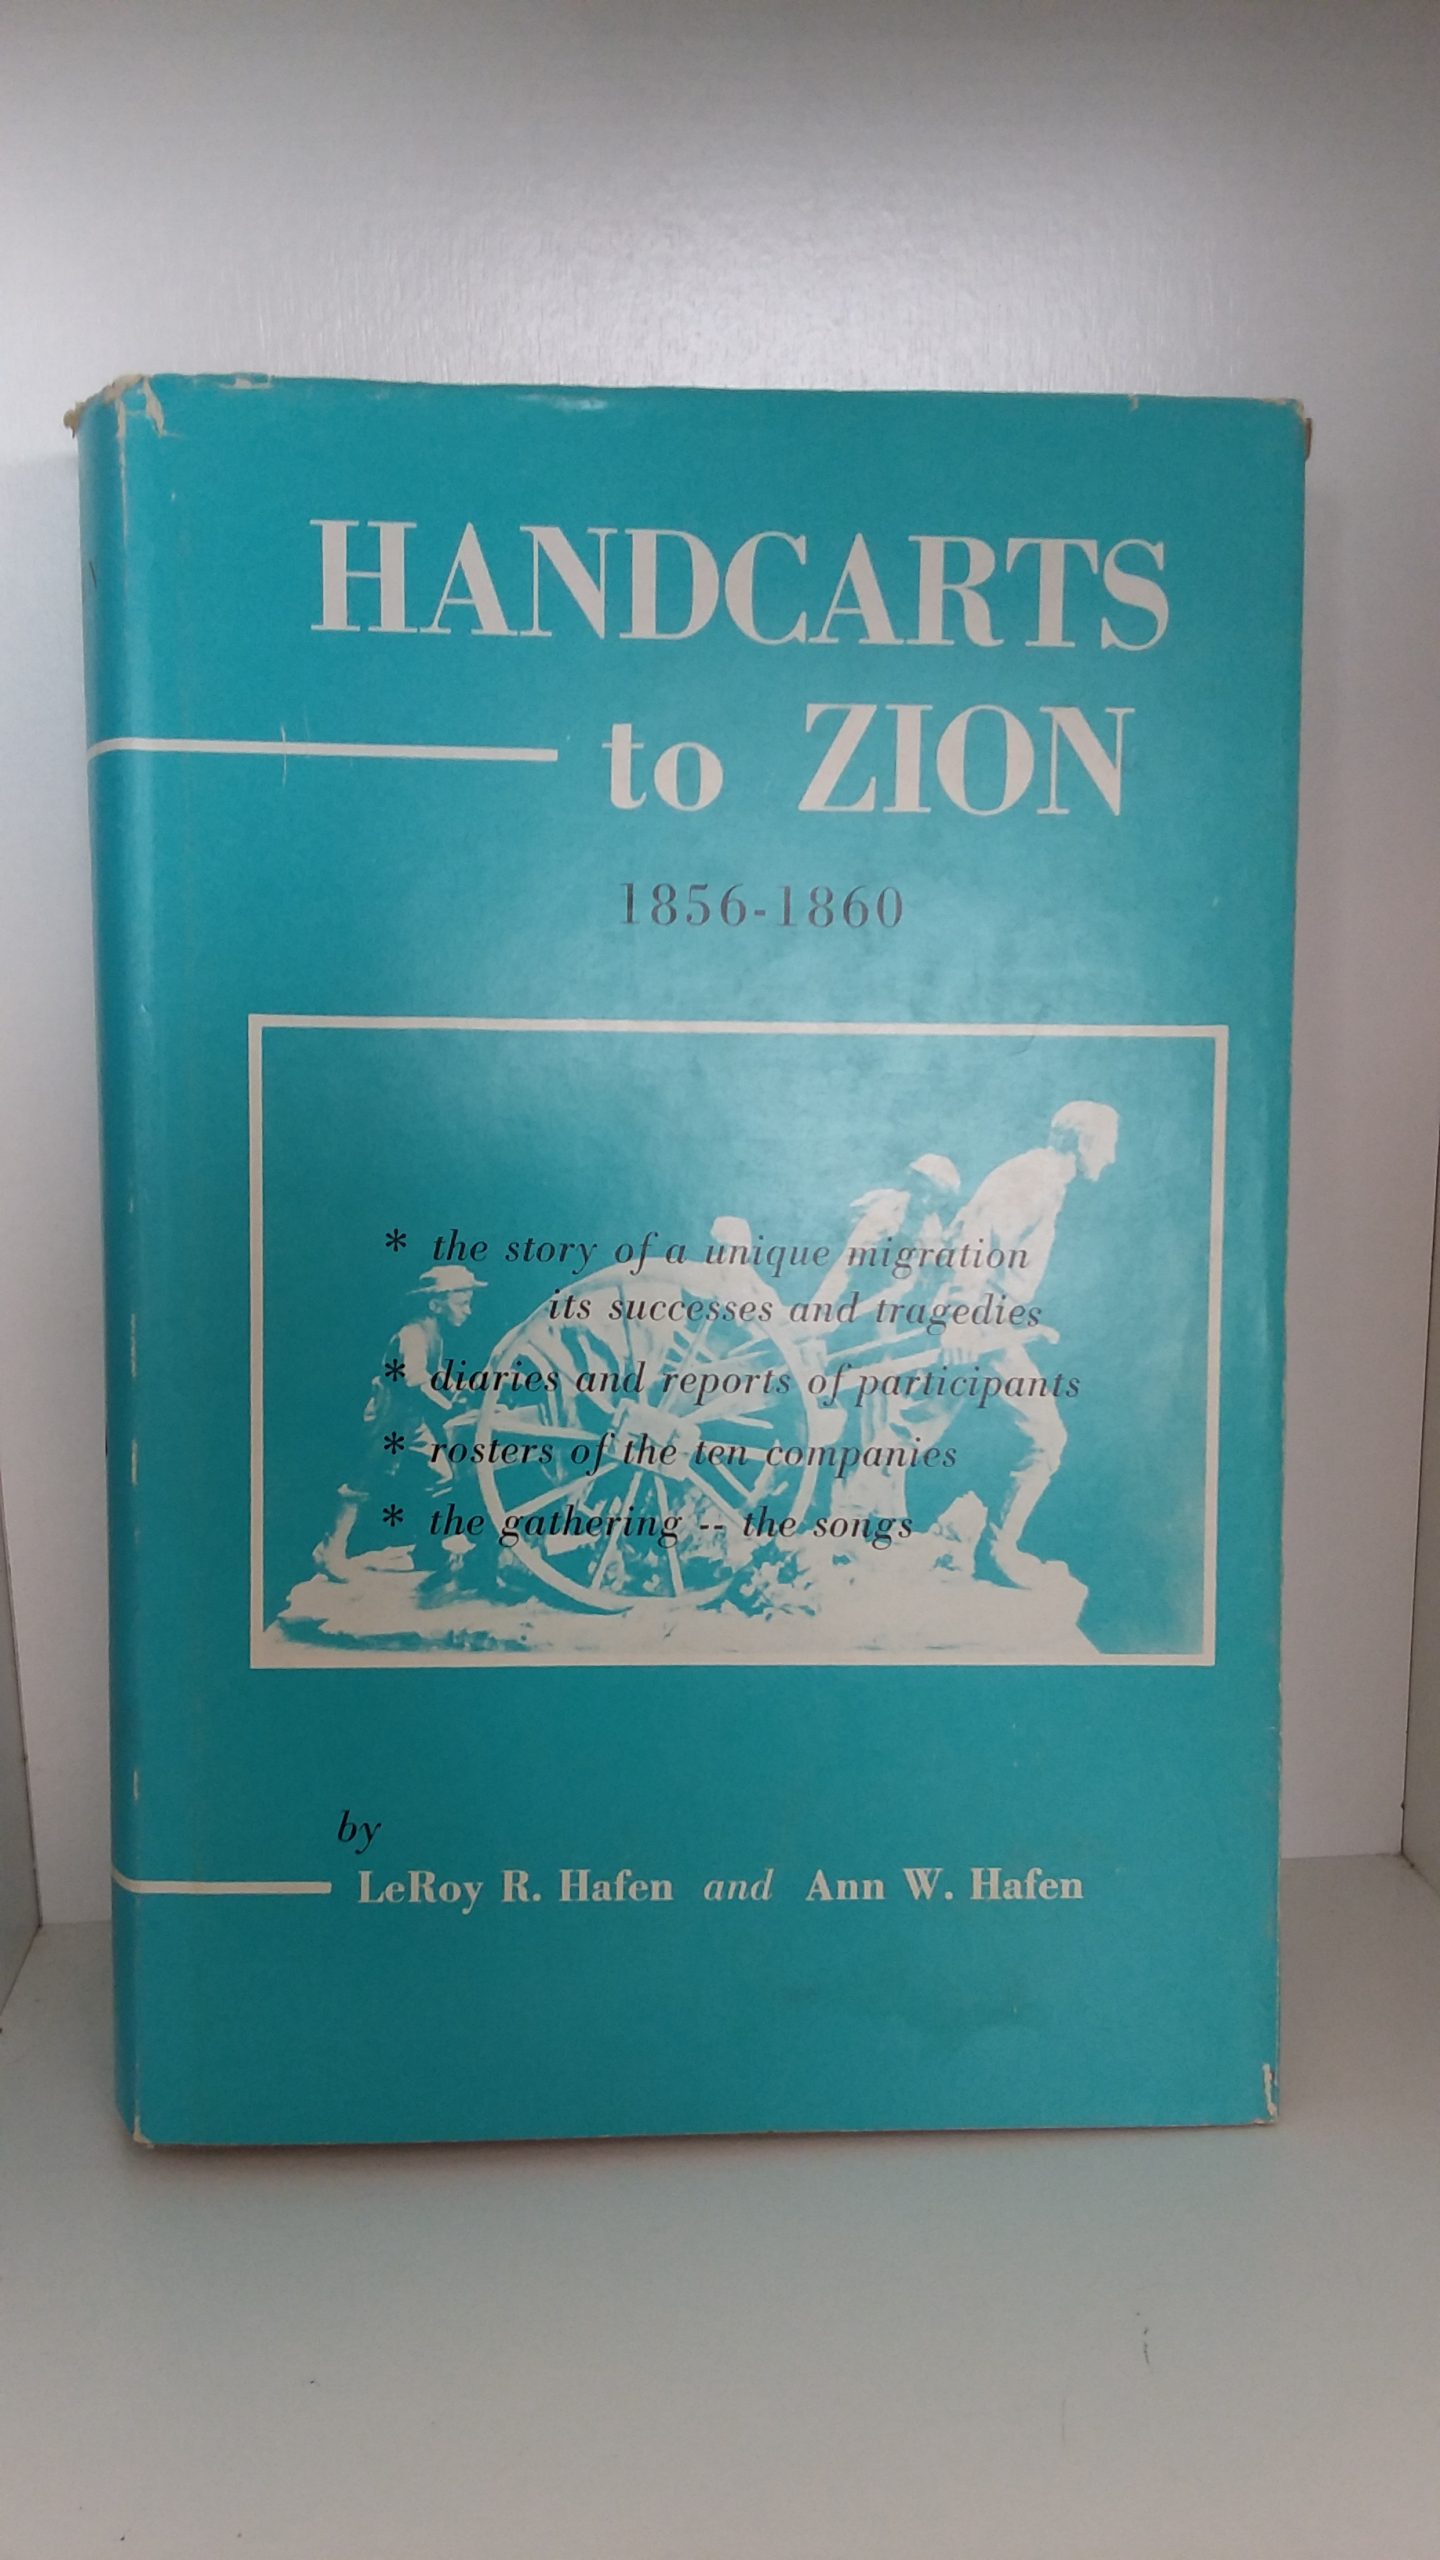 HANDCARTS
to ZION
1856-1860
* the story of a unique migration
its successes and tragedies
* diaries and reports of participants
* rosters of the ten companies
* the gathering -- the songs
by
LeRoy R. Hafen and Ann W. Hafen